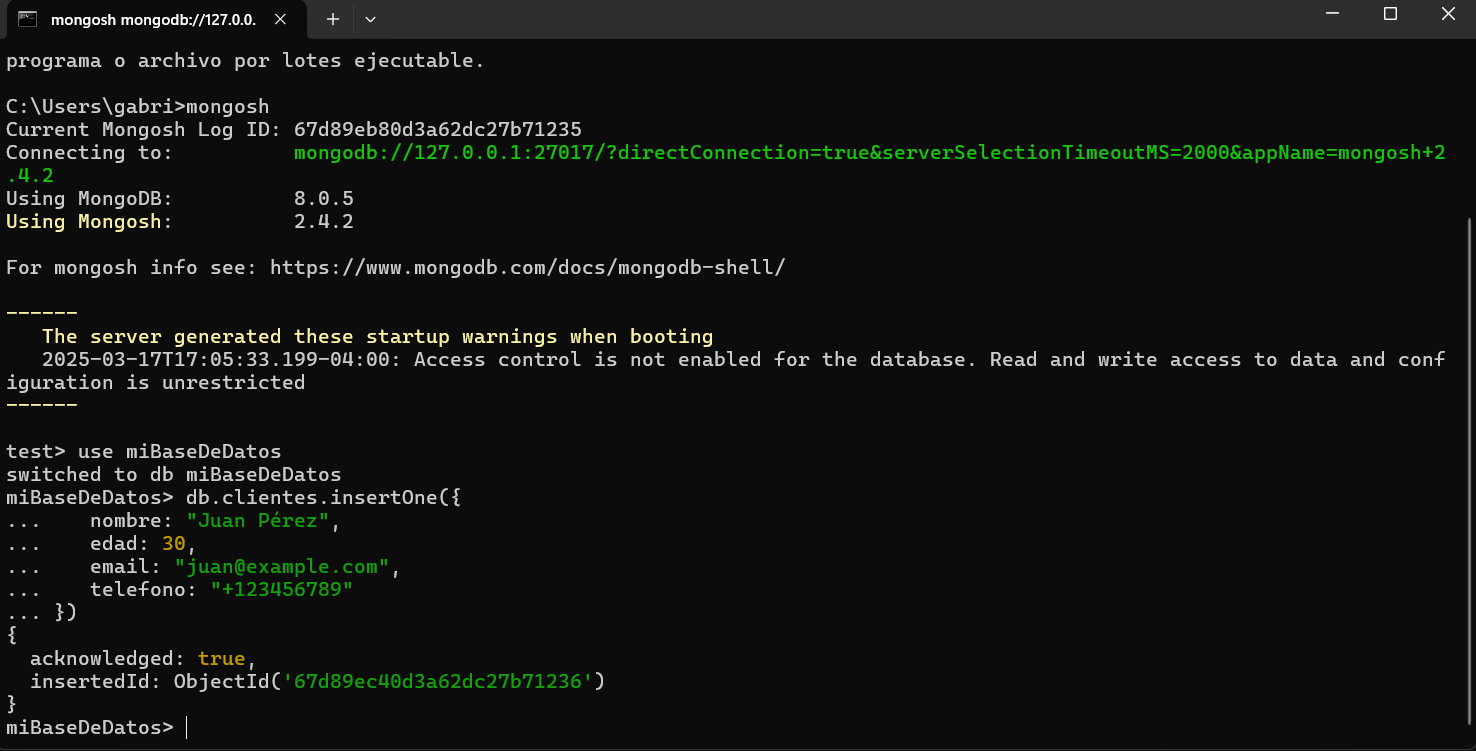 mongosh mongodb://127.0.0.
programa o archivo por lotes ejecutable.
C:\Users\gabri>mongosh
Current Mongosh Log ID: 67d89eb80d3a62dc27b71235
Connecting to:          mongodb://127.0.0.1:27017/?directConnection=true&serverSelectionTimeoutMS=2000&appName=mongosh+2
.4.2
Using MongoDB:          8.0.5
Using Mongosh:          2.4.2
For mongosh info see: https://www.mongodb.com/docs/mongodb-shell/
------
   The server generated these startup warnings when booting
   2025-03-17T17:05:33.199-04:00: Access control is not enabled for the database. Read and write access to data and conf
iguration is unrestricted
------
test> use miBaseDeDatos
switched to db miBaseDeDatos
miBaseDeDatos> db.clientes.insertOne({
...    nombre: "Juan Pérez",
...    edad: 30,
...    email: "juan@example.com",
...    telefono: "+123456789"
... })
{
  acknowledged: true,
  insertedId: ObjectId('67d89ec40d3a62dc27b71236')
}
miBaseDeDatos>